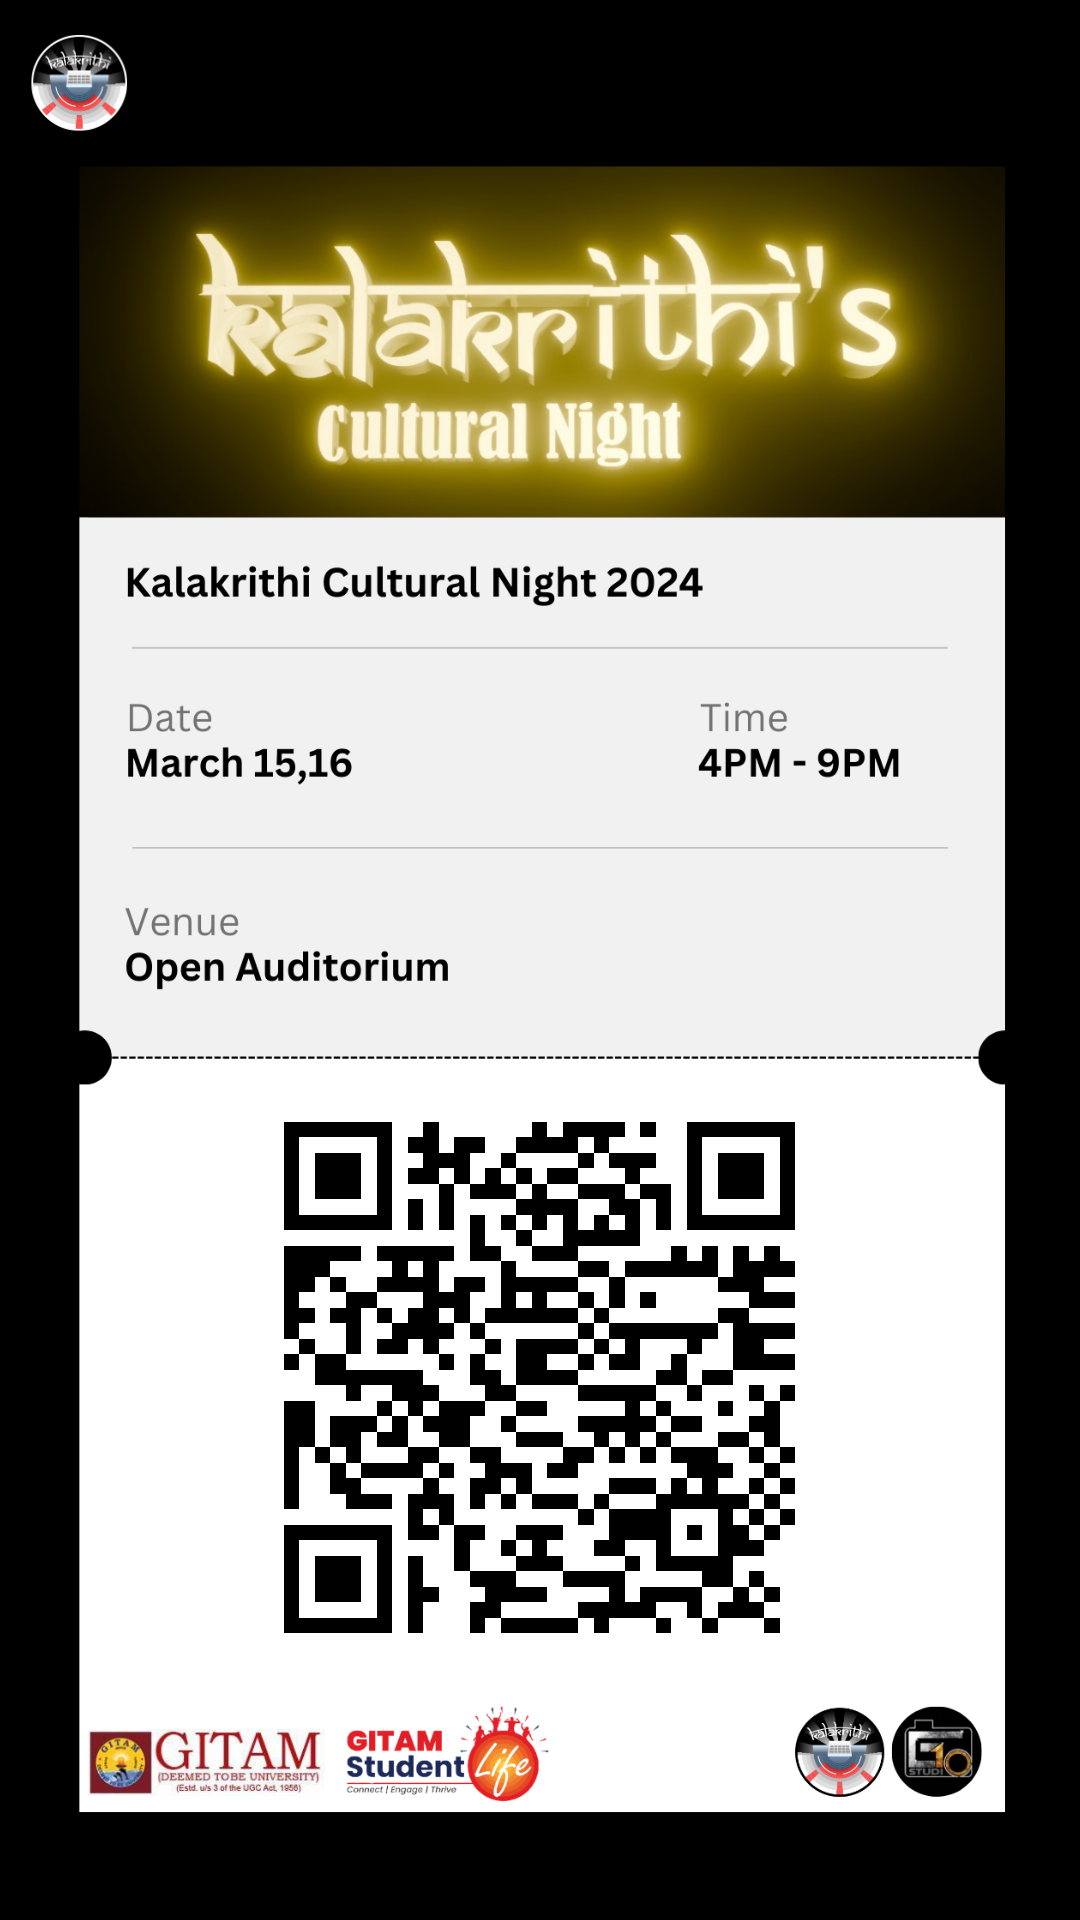 kalakrithi
kalakrithi's
Cultural Night
Kalakrithi Cultural Night 2024
Date
Time
March 15,16
4PM - 9PM
Venue
Open Auditorium
GITAM
GITAM
(DEEMED TO BE UNIVERSITY)
(Estd. u/s 3 of the UGC Act, 1956)
GITAM
Student
Life
Connect | Engage | Thrive
kalakrithi
G10
STUDIO